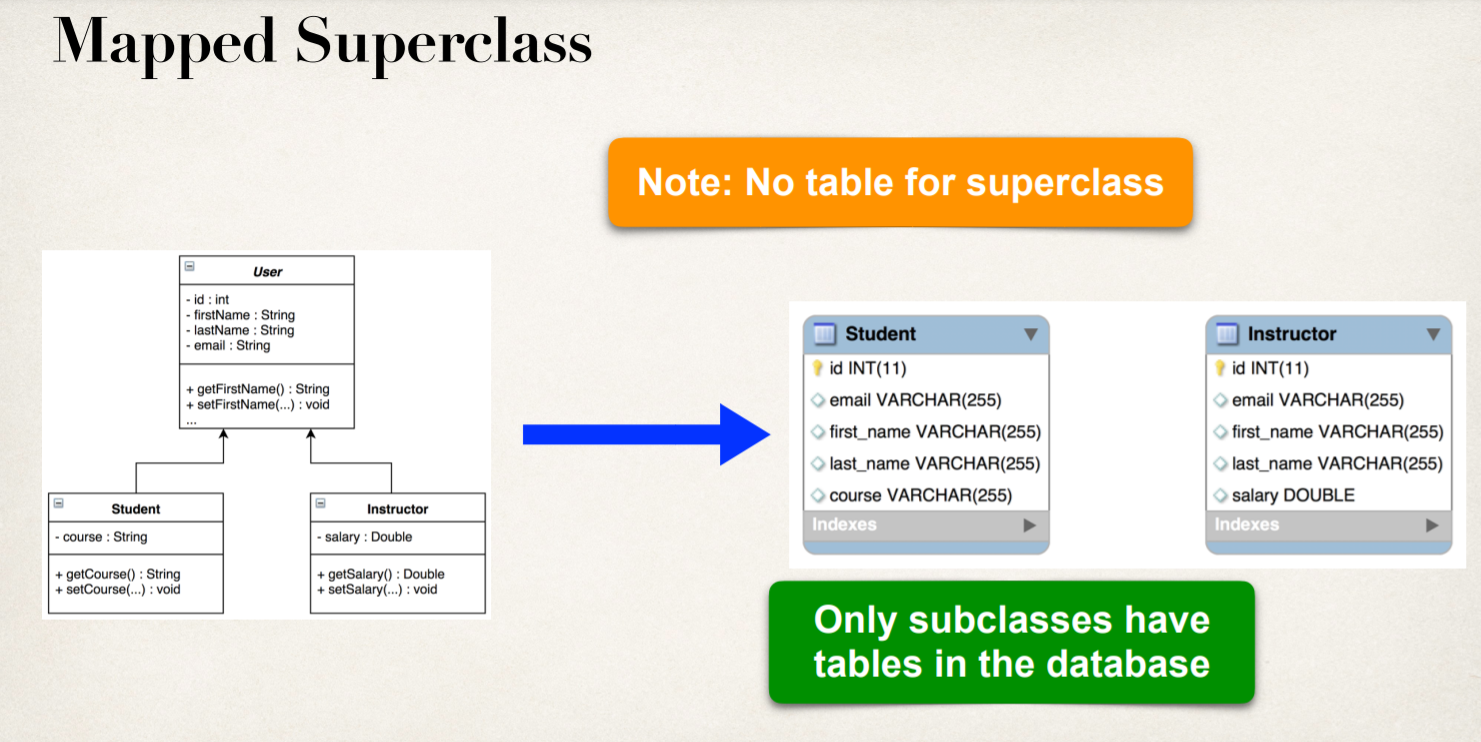 Mapped Superclass
Note: No table for superclass
User
- id : int
- firstName : String
- lastName : String
- email : String
+ getFirstName() : String
+ setFirstName(...) : void
...
Student
- course : String
+ getCourse() : String
+ setCourse(...) : void
Instructor
- salary : Double
+ getSalary() : Double
+ setSalary(...) : void
Student
id INT(11)
email VARCHAR(255)
first_name VARCHAR(255)
last_name VARCHAR(255)
course VARCHAR(255)
Indexes
Instructor
id INT(11)
email VARCHAR(255)
first_name VARCHAR(255)
last_name VARCHAR(255)
salary DOUBLE
Indexes
Only subclasses have
tables in the database